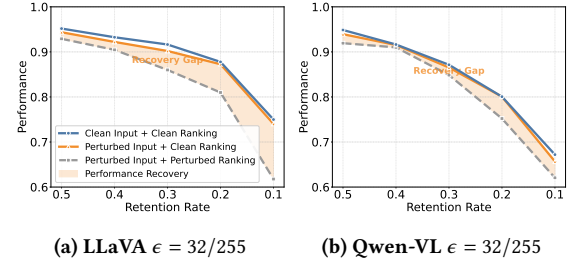 1.0
0.9
0.8
0.7
0.6
Performance
Recovery Gap
Clean Input + Clean Ranking
Perturbed Input + Clean Ranking
Perturbed Input + Perturbed Ranking
Performance Recovery
0.5 0.4 0.3 0.2 0.1
Retention Rate
(a) LLaVA ϵ = 32/255
1.0
0.9
0.8
0.7
0.6
Performance
Recovery Gap
0.5 0.4 0.3 0.2 0.1
Retention Rate
(b) Qwen-VL ϵ = 32/255